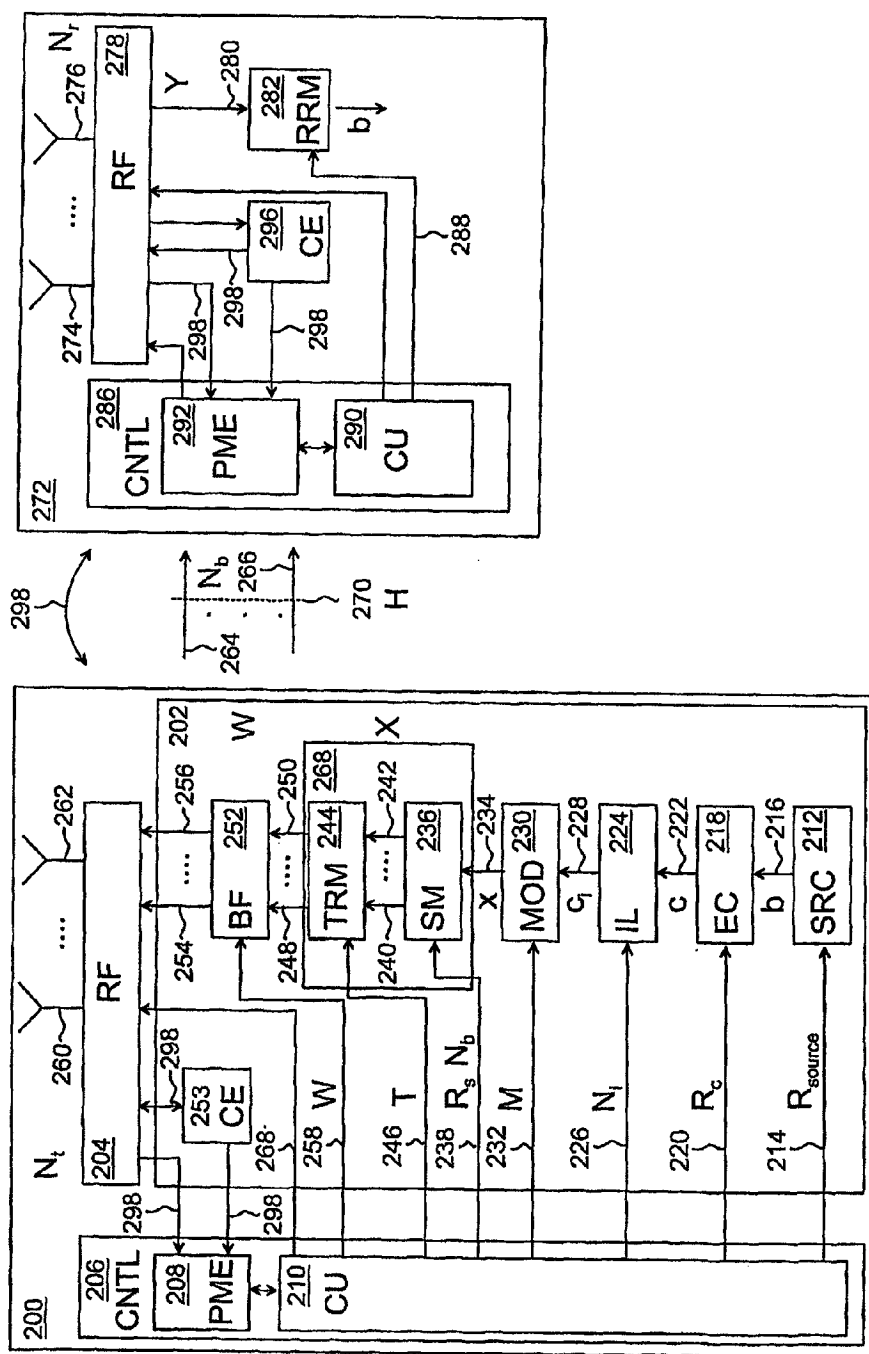 200
206
CNTL
208
PME
210
CU
N_t
204
RF
260
....
262
298
298
298
253
CE
268
W
258
T
246
R_s N_b
238
M
232
N_i
226
R_c
220
R_source
214
202
W
254
....
256
252
BF
248
....
250
268
X
244
TRM
240
....
242
236
SM
X
234
230
MOD
c_i
228
224
IL
c
222
218
EC
b
216
212
SRC
298
264
N_b
266
270
H
272
286
CNTL
292
PME
290
CU
274
....
276
N_r
278
RF
298
298
298
296
CE
Y
280
282
RRM
b
288